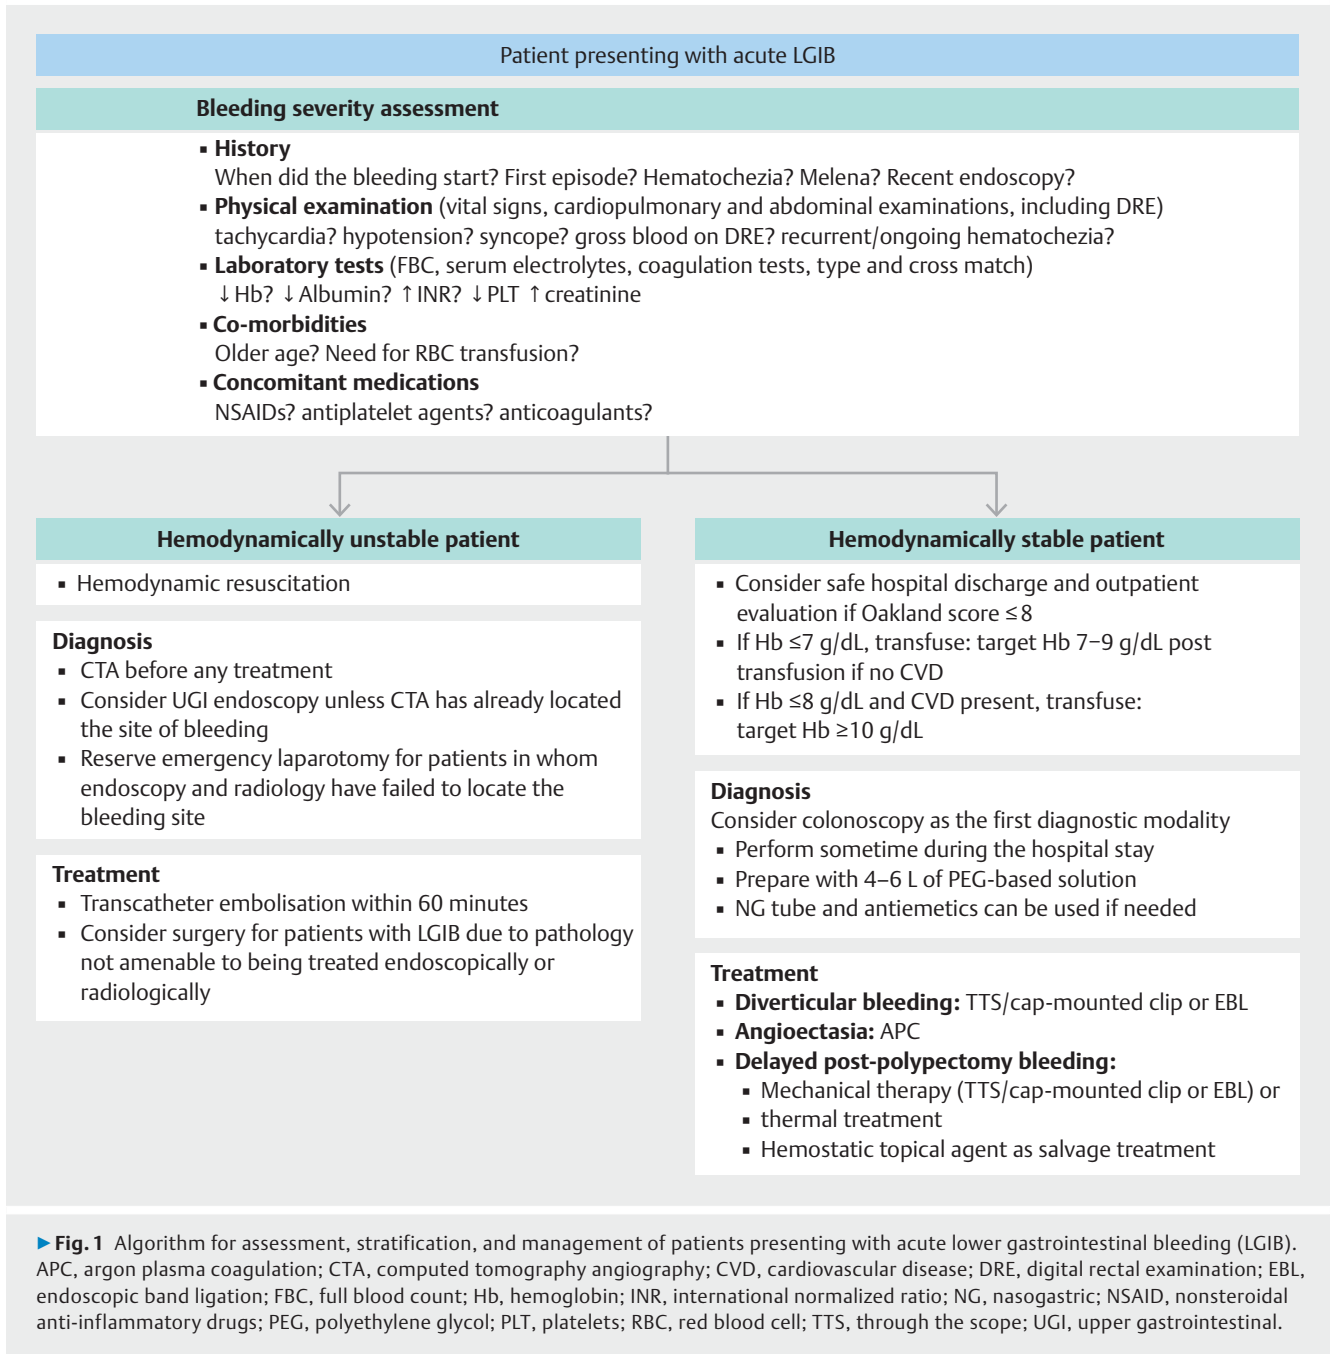 Patient presenting with acute LGIB
Bleeding severity assessment
▪ History
When did the bleeding start? First episode? Hematochezia? Melena? Recent endoscopy?
▪ Physical examination (vital signs, cardiopulmonary and abdominal examinations, including DRE)
tachycardia? hypotension? syncope? gross blood on DRE? recurrent/ongoing hematochezia?
▪ Laboratory tests (FBC, serum electrolytes, coagulation tests, type and cross match)
↓Hb? ↓Albumin? ↑INR? ↓PLT ↑creatinine
▪ Co-morbidities
Older age? Need for RBC transfusion?
▪ Concomitant medications
NSAIDs? antiplatelet agents? anticoagulants?
Hemodynamically unstable patient
▪ Hemodynamic resuscitation
Diagnosis
▪ CTA before any treatment
▪ Consider UGI endoscopy unless CTA has already located
the site of bleeding
▪ Reserve emergency laparotomy for patients in whom
endoscopy and radiology have failed to locate the
bleeding site
Treatment
▪ Transcatheter embolisation within 60 minutes
▪ Consider surgery for patients with LGIB due to pathology
not amenable to being treated endoscopically or
radiologically
Hemodynamically stable patient
▪ Consider safe hospital discharge and outpatient
evaluation if Oakland score ≤8
▪ If Hb ≤7 g/dL, transfuse: target Hb 7–9 g/dL post
transfusion if no CVD
▪ If Hb ≤8 g/dL and CVD present, transfuse:
target Hb ≥10 g/dL
Diagnosis
Consider colonoscopy as the first diagnostic modality
▪ Perform sometime during the hospital stay
▪ Prepare with 4–6 L of PEG-based solution
▪ NG tube and antiemetics can be used if needed
Treatment
▪ Diverticular bleeding: TTS/cap-mounted clip or EBL
▪ Angioectasia: APC
▪ Delayed post-polypectomy bleeding:
▪ Mechanical therapy (TTS/cap-mounted clip or EBL) or
▪ thermal treatment
▪ Hemostatic topical agent as salvage treatment
►Fig. 1 Algorithm for assessment, stratification, and management of patients presenting with acute lower gastrointestinal bleeding (LGIB).
APC, argon plasma coagulation; CTA, computed tomography angiography; CVD, cardiovascular disease; DRE, digital rectal examination; EBL,
endoscopic band ligation; FBC, full blood count; Hb, hemoglobin; INR, international normalized ratio; NG, nasogastric; NSAID, nonsteroidal
anti-inflammatory drugs; PEG, polyethylene glycol; PLT, platelets; RBC, red blood cell; TTS, through the scope; UGI, upper gastrointestinal.